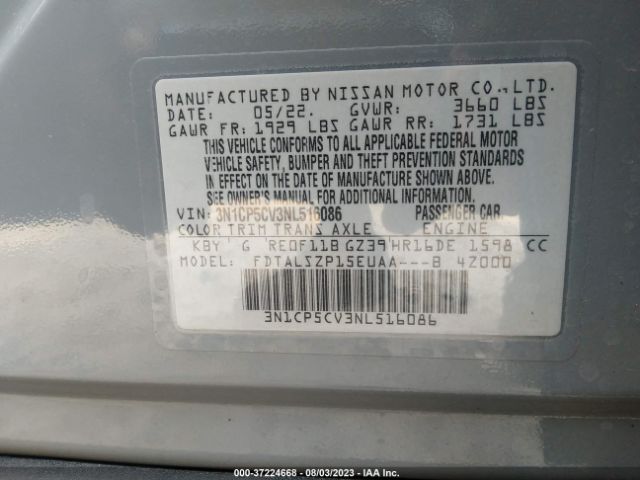 MANUFACTURED BY NISSAN MOTOR CO., LTD.
DATE: 05/22. GVWR: 3660 LBS
GAWR FR: 1929 LBS GAWR RR: 1731 LBS
THIS VEHICLE CONFORMS TO ALL APPLICABLE FEDERAL MOTOR
VEHICLE SAFETY, BUMPER AND THEFT PREVENTION STANDARDS
IN EFFECT ON THE DATE OF MANUFACTURE SHOWN ABOVE.
SEE OWNER'S MANUAL FOR ADDITIONAL INFORMATION.
VIN: 3N1CP5CV3NL516086 PASSENGER CAR
COLOR TRIM TRANS AXLE ENGINE
KBY G RE0F11B GZ39 HR16DE 1598 CC
MODEL: FDTALSZP15EUAA---B 4Z000
3N1CP5CV3NL516086
© 37224668 - 08/03/2023 - IAA Inc.